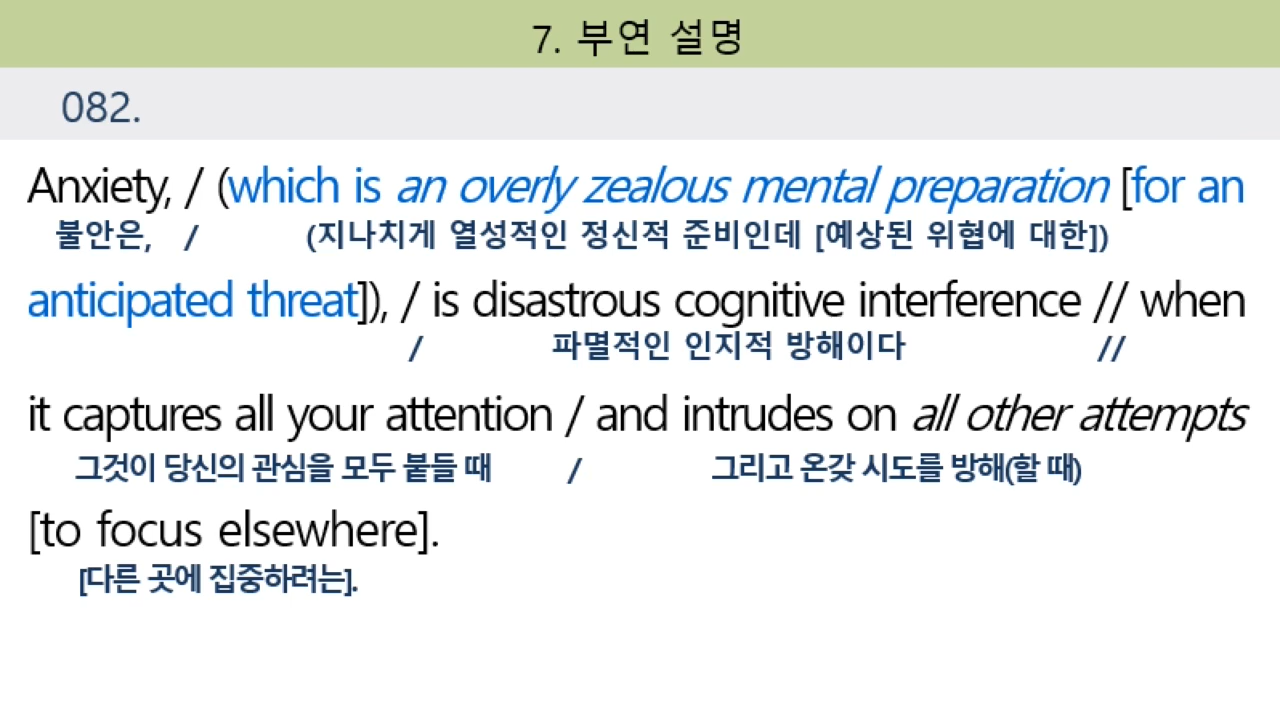 7. 부연 설명
082.
Anxiety, / (which is an overly zealous mental preparation [for an
불안은, / (지나치게 열성적인 정신적 준비인데 [예상된 위협에 대한])
anticipated threat]), / is disastrous cognitive interference // when
/ 파멸적인 인지적 방해이다 //
it captures all your attention / and intrudes on all other attempts
그것이 당신의 관심을 모두 붙들 때 / 그리고 온갖 시도를 방해(할 때)
[to focus elsewhere].
[다른 곳에 집중하려는].